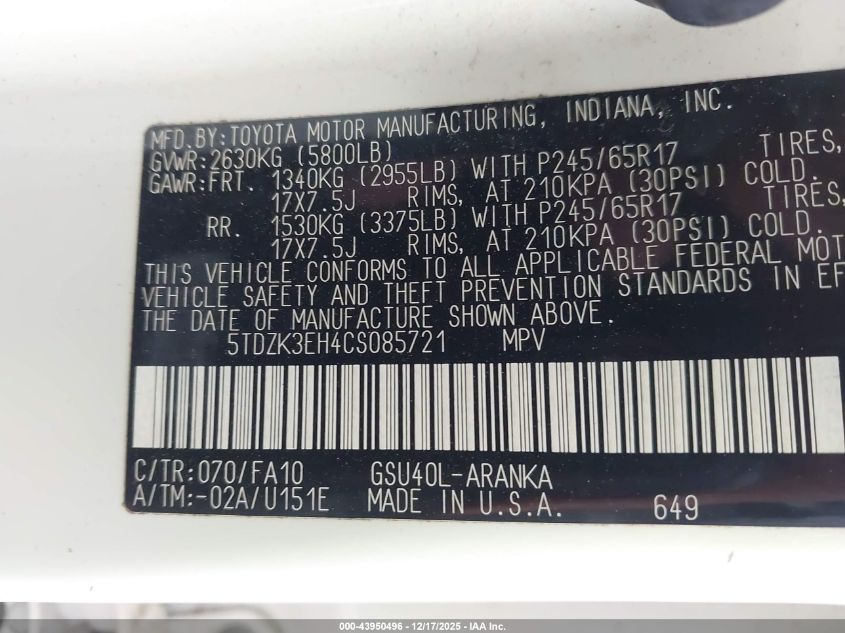 MFD.BY:TOYOTA MOTOR MANUFACTURING, INDIANA, INC.
GVWR:2630KG (5800LB)
GAWR:FRT. 1340KG (2955LB) WITH P245/65R17 TIRES,
17X7.5J RIMS, AT 210KPA (30PSI) COLD.
RR. 1530KG (3375LB) WITH P245/65R17 TIRES,
17X7.5J RIMS, AT 210KPA (30PSI) COLD.
THIS VEHICLE CONFORMS TO ALL APPLICABLE FEDERAL MOT
VEHICLE SAFETY AND THEFT PREVENTION STANDARDS IN EF
THE DATE OF MANUFACTURE SHOWN ABOVE.
5TDZK3EH4CS085721 MPV
C/TR:070/FA10 GSU40L-ARANKA
A/TM:-02A/U151E MADE IN U.S.A. 649
000-43950496 - 12/17/2025 - IAA Inc.